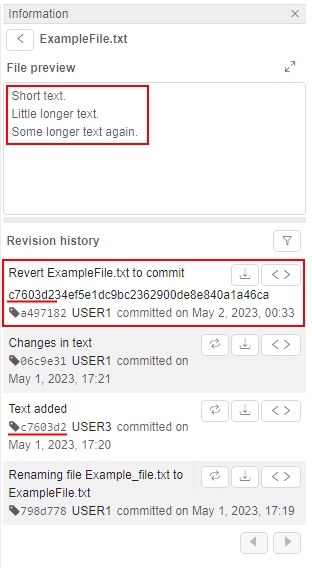 Information
ExampleFile.txt
File preview
Short text.
Little longer text.
Some longer text again.
Revision history
Revert ExampleFile.txt to commit
c7603d234ef5e1dc9bc2362900de8e840a1a46ca
a497182 USER1 committed on May 2, 2023, 00:33
Changes in text
06c9e31 USER1 committed on
May 1, 2023, 17:21
Text added
c7603d2 USER3 committed on
May 1, 2023, 17:20
Renaming file Example_file.txt to
ExampleFile.txt
798d778 USER1 committed on May 1, 2023, 17:19